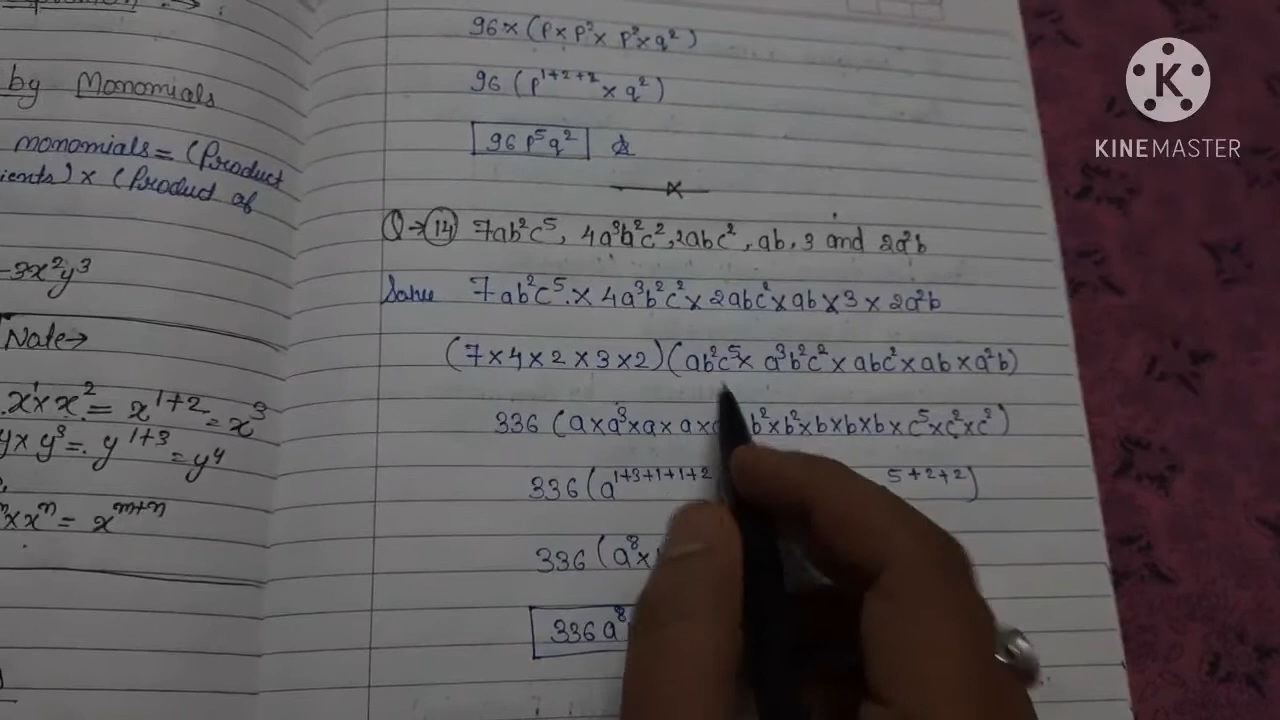 by Monomials
monomials = (Product
ients) × (Product of
-3x²y³
Note→
x¹×x² = x¹⁺² = x³
y×y³ = y¹⁺³ = y⁴
×xⁿ = xᵐ⁺ⁿ
96×(P×P²×P²×q²)
96(P¹⁺²⁺²×q²)
96P⁵q²
Q→(14) 7ab²c⁵, 4a³b²c², 2abc², ab, 3 and 2a²b
7ab²c⁵ × 4a³b²c² × 2abc² × ab × 3 × 2a²b
(7×4×2×3×2)(ab²c⁵× a³b²c² × abc² × ab × a²b)
336 (a×a³×a×a× b²×b²×b×b×b×c⁵×c²×c²)
336(a¹⁺³⁺¹⁺¹⁺² 5+2+2)
336 (a⁸×
336a⁸
K
KINEMASTER